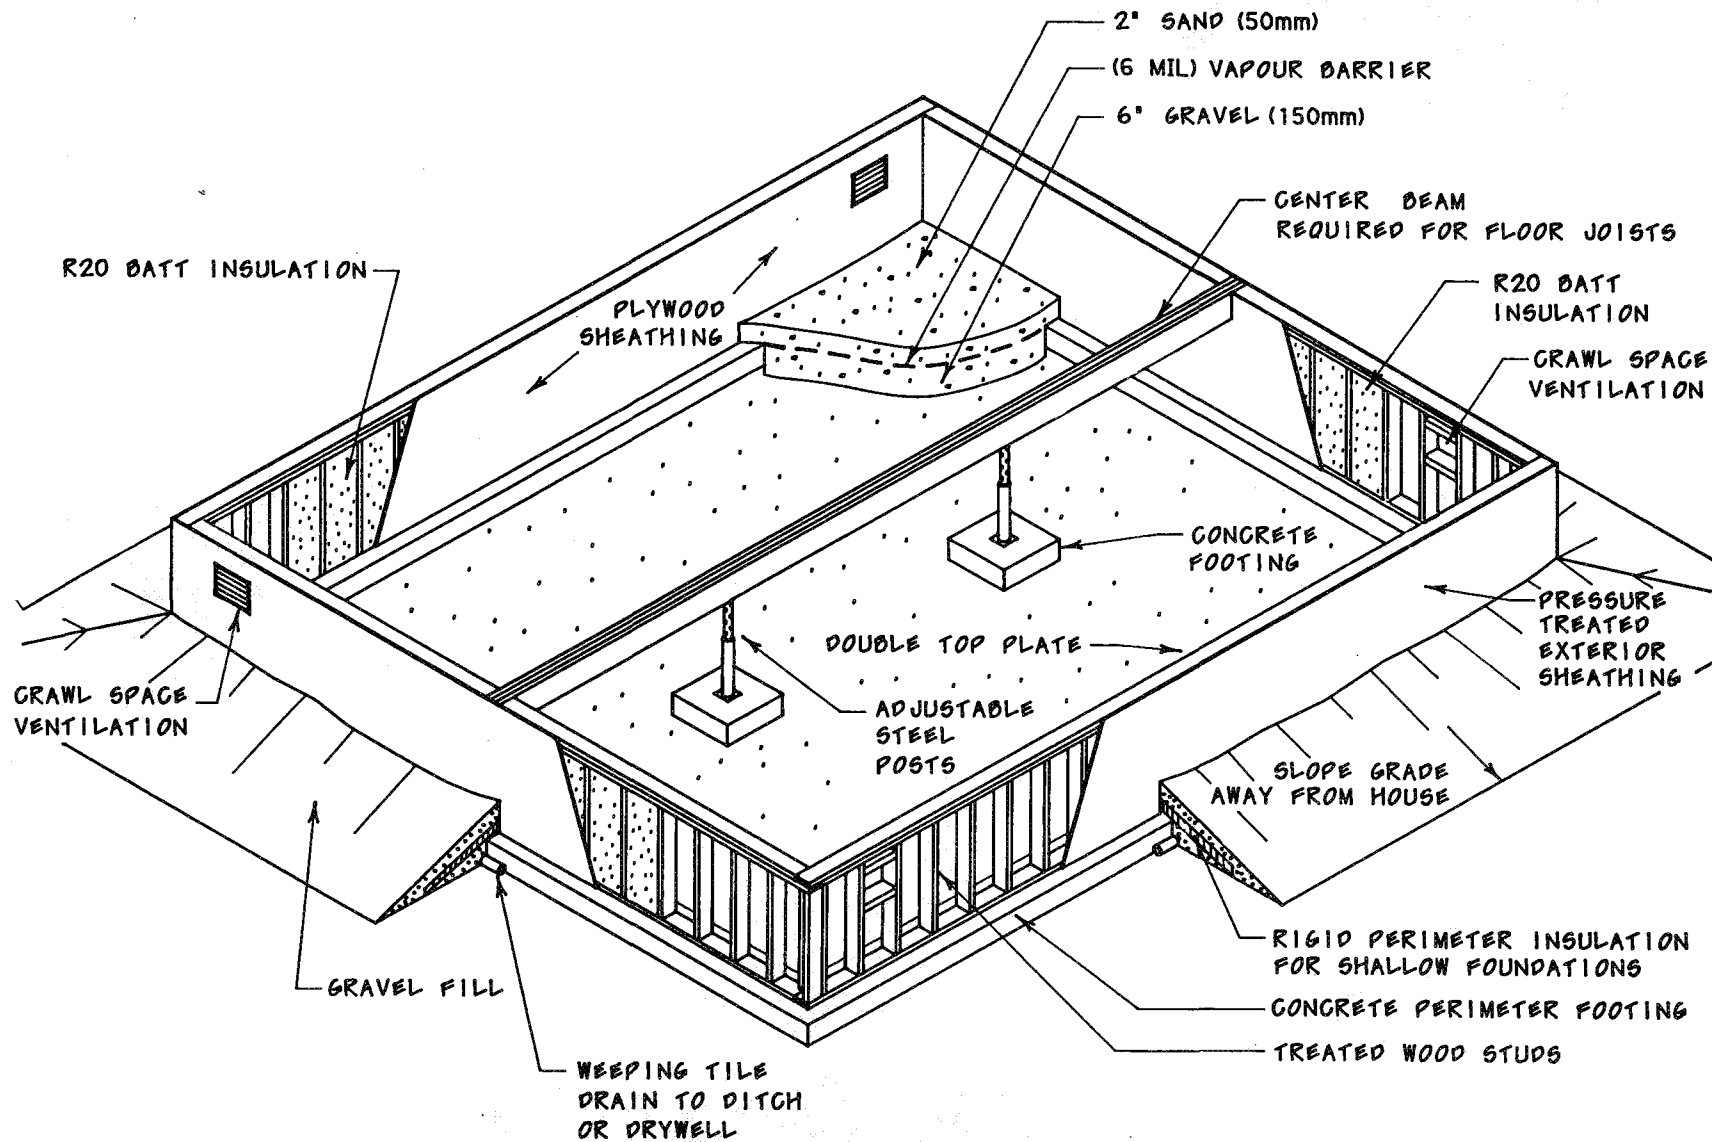 2" SAND (50mm)
(6 MIL) VAPOUR BARRIER
6" GRAVEL (150mm)
CENTER BEAM
REQUIRED FOR FLOOR JOISTS
R20 BATT INSULATION
R20 BATT
INSULATION
PLYWOOD
SHEATHING
CRAWL SPACE
VENTILATION
CONCRETE
FOOTING
PRESSURE
TREATED
EXTERIOR
SHEATHING
DOUBLE TOP PLATE
CRAWL SPACE
VENTILATION
ADJUSTABLE
STEEL
POSTS
SLOPE GRADE
AWAY FROM HOUSE
RIGID PERIMETER INSULATION
FOR SHALLOW FOUNDATIONS
GRAVEL FILL
CONCRETE PERIMETER FOOTING
TREATED WOOD STUDS
WEEPING TILE
DRAIN TO DITCH
OR DRYWELL